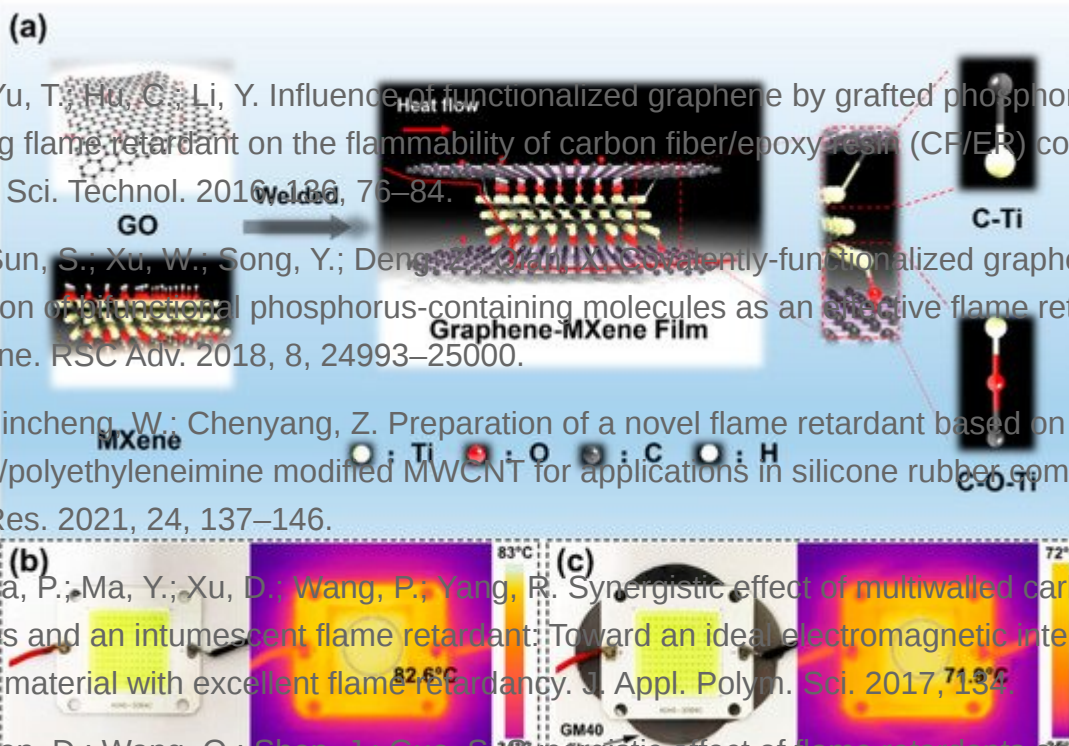 (a)
Yu, T.; Hu, C.; Li, Y. Influence of functionalized graphene by grafted phosphor
Heat flow
g flame retardant on the flammability of carbon fiber/epoxy resin (CF/ER) co
Sci. Technol. 2016, 136, 76–84.
Welded
GO
C-Ti
Sun, S.; Xu, W.; Song, Y.; Deng
functionalized graphe
on of bifunctional phosphorus-containing molecules as an effective flame ret
Graphene-MXene Film
ne. RSC Adv. 2018, 8, 24993–25000.
incheng, W.; Chenyang, Z. Preparation of a novel flame retardant based on
MXene
: Ti : O : C : H
/polyethyleneimine modified MWCNT for applications in silicone rubber com
C-O-Ti
Res. 2021, 24, 137–146.
(b)
83°C
(c)
72°
a, P.; Ma, Y.; Xu, D.; Wang, P.; Yang, R. Synergistic effect of multiwalled car
s and an intumescent flame retardant: Toward an ideal electromagnetic inte
82.6°C
71.6°C
material with excellent flame retardancy. J. Appl. Polym. Sci. 2017, 134.
GM40